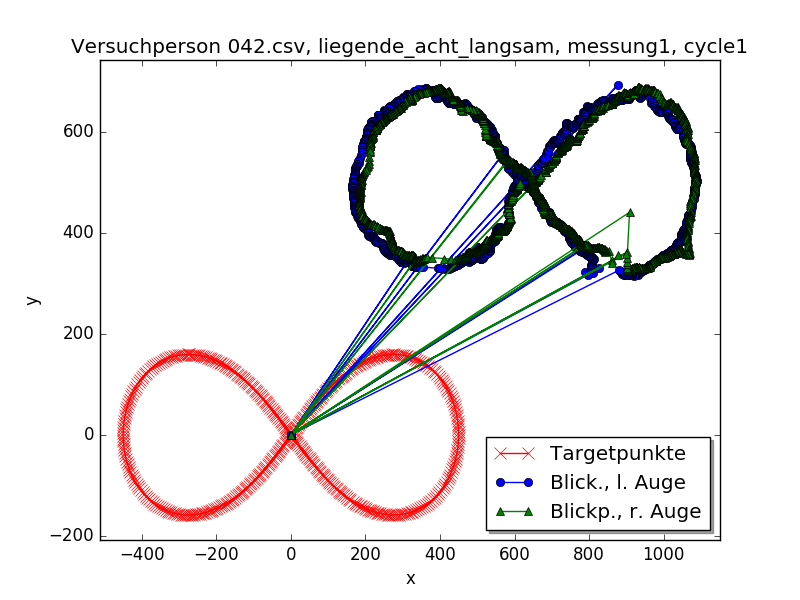 Versuchperson 042.csv, liegende_acht_langsam, messung1, cycle1
y
600
400
200
0
−200
−400
−200
0
200
400
600
800
1000
x
Targetpunkte
Blick., l. Auge
Blickp., r. Auge